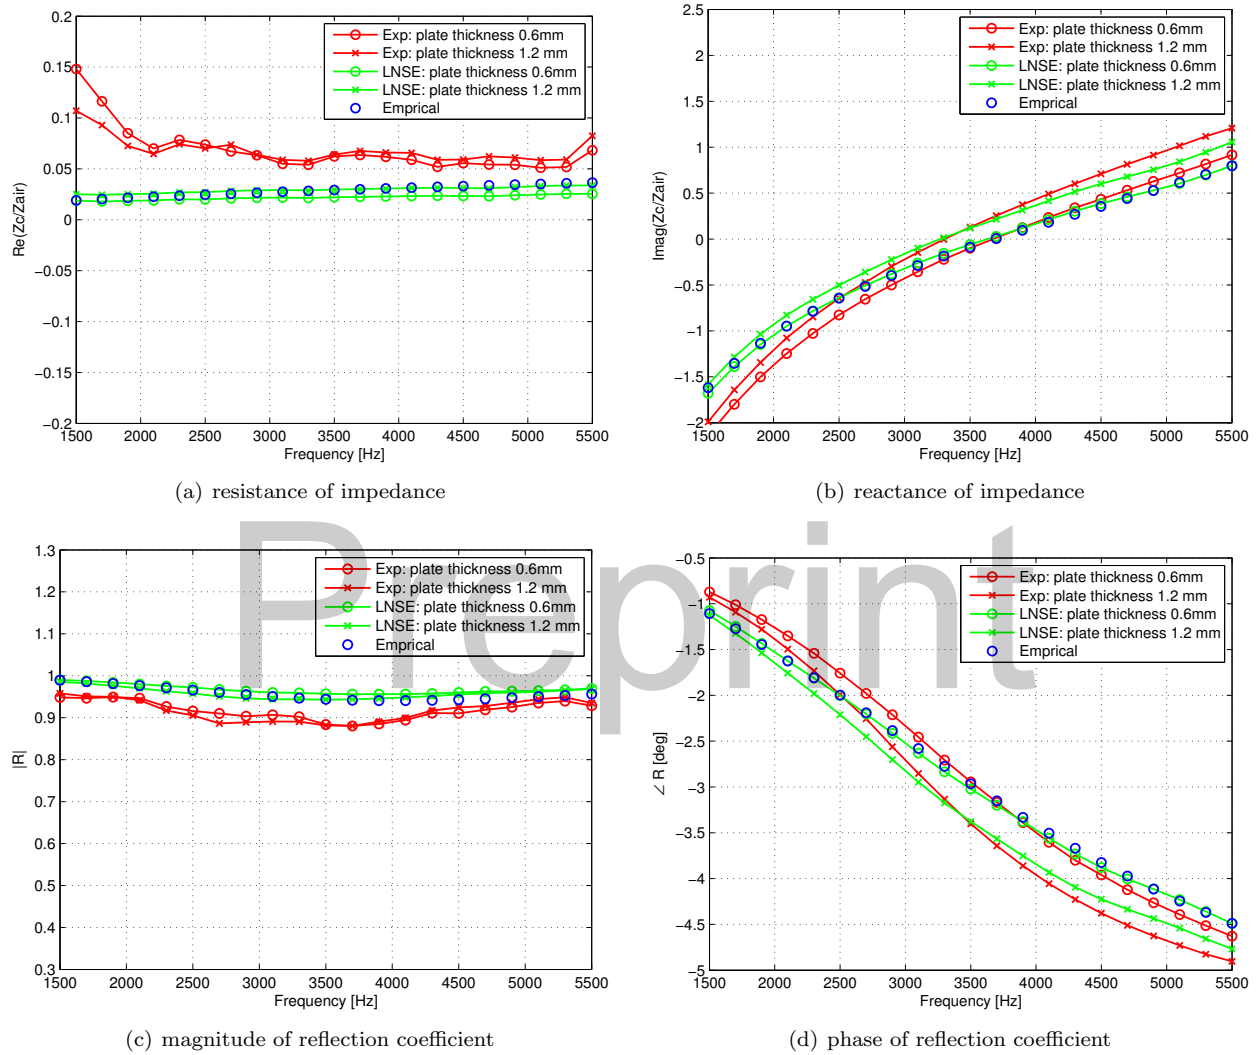 0.2
0.15
0.1
0.05
0
−0.05
−0.1
−0.15
−0.2
Re(Zc/Zair)
Exp: plate thickness 0.6mm
Exp: plate thickness 1.2 mm
LNSE: plate thickness 0.6mm
LNSE: plate thickness 1.2 mm
Emprical
1500 2000 2500 3000 3500 4000 4500 5000 5500
Frequency [Hz]
(a) resistance of impedance
2.5
2
1.5
1
0.5
0
−0.5
−1
−1.5
−2
Imag(Zc/Zair)
Exp: plate thickness 0.6mm
Exp: plate thickness 1.2 mm
LNSE: plate thickness 0.6mm
LNSE: plate thickness 1.2 mm
Emprical
1500 2000 2500 3000 3500 4000 4500 5000 5500
Frequency [Hz]
(b) reactance of impedance
Preprint
1.3
1.2
1.1
1
0.9
0.8
0.7
0.6
0.5
0.4
0.3
|R|
Exp: plate thickness 0.6mm
Exp: plate thickness 1.2 mm
LNSE: plate thickness 0.6mm
LNSE: plate thickness 1.2 mm
Emprical
1500 2000 2500 3000 3500 4000 4500 5000 5500
Frequency [Hz]
(c) magnitude of reflection coefficient
−0.5
−1
−1.5
−2
−2.5
−3
−3.5
−4
−4.5
−5
∠ R [deg]
Exp: plate thickness 0.6mm
Exp: plate thickness 1.2 mm
LNSE: plate thickness 0.6mm
LNSE: plate thickness 1.2 mm
Emprical
1500 2000 2500 3000 3500 4000 4500 5000 5500
Frequency [Hz]
(d) phase of reflection coefficient